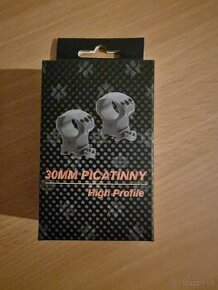 30MM PICATINNY
High Profile